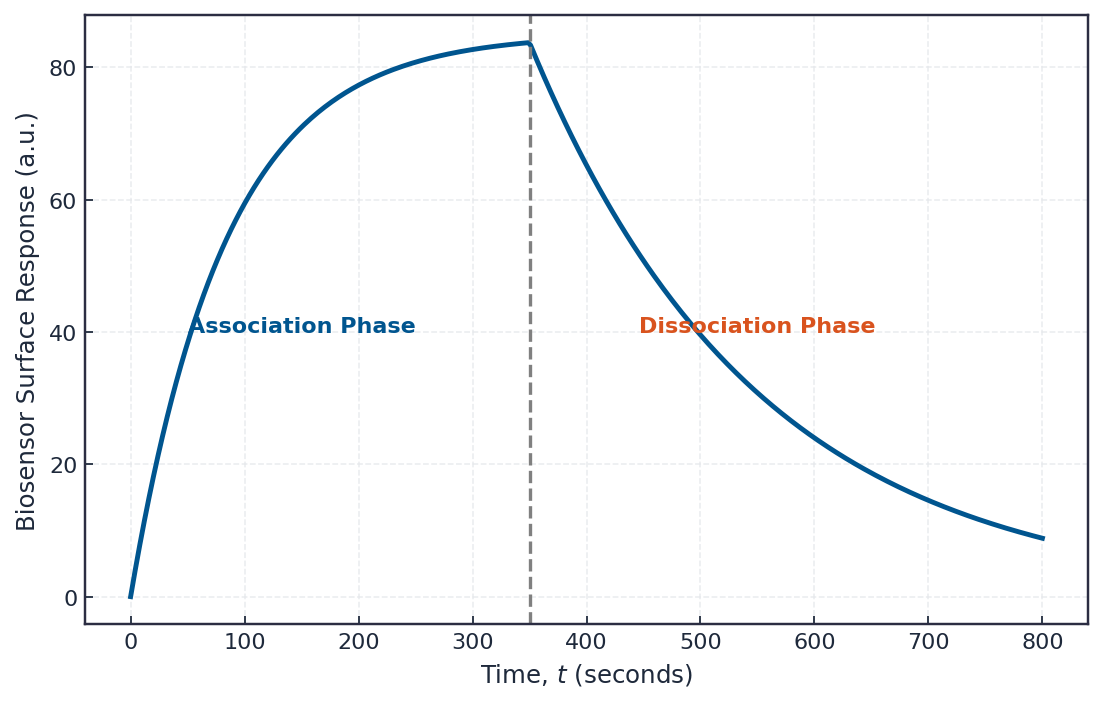 80
60
40
20
0
Biosensor Surface Response (a.u.)
Association Phase
Dissociation Phase
0 100 200 300 400 500 600 700 800
Time, t (seconds)